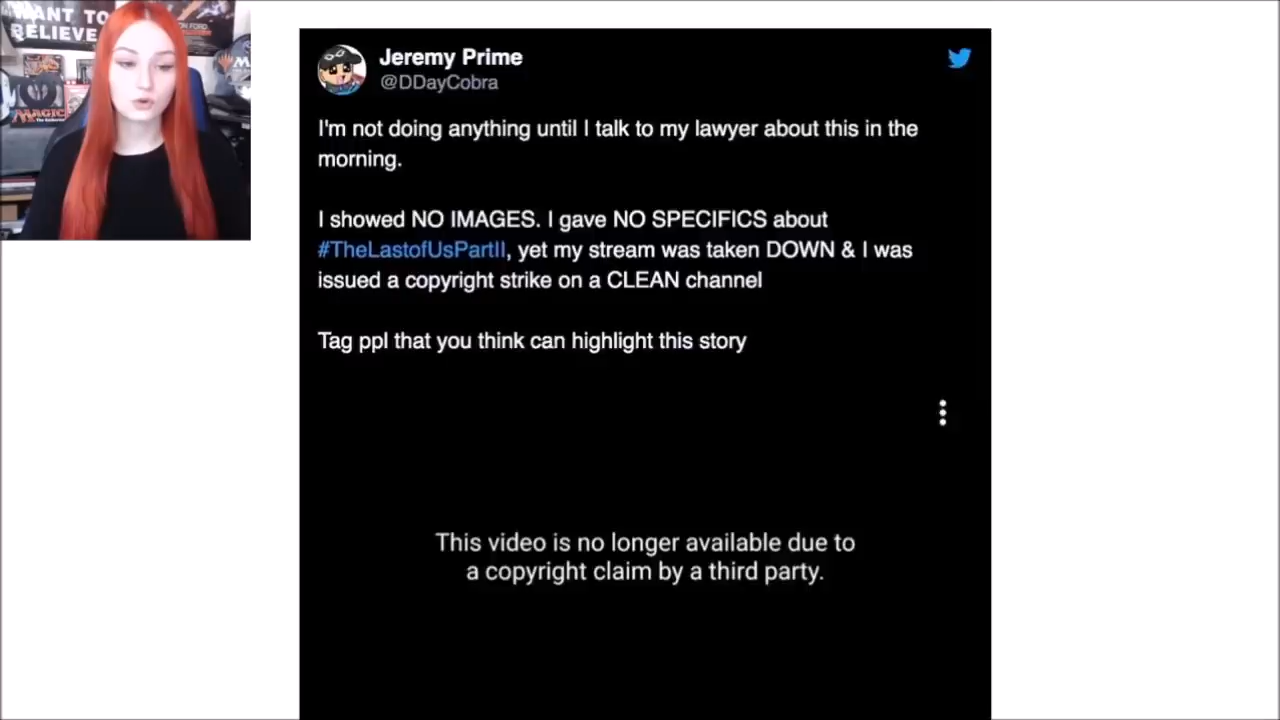 WANT TO
BELIEVE
ON FORD
MAGIC
Jeremy Prime
@DDayCobra
I'm not doing anything until I talk to my lawyer about this in the
morning.
I showed NO IMAGES. I gave NO SPECIFICS about
#TheLastofUsPartII, yet my stream was taken DOWN & I was
issued a copyright strike on a CLEAN channel
Tag ppl that you think can highlight this story
This video is no longer available due to
a copyright claim by a third party.